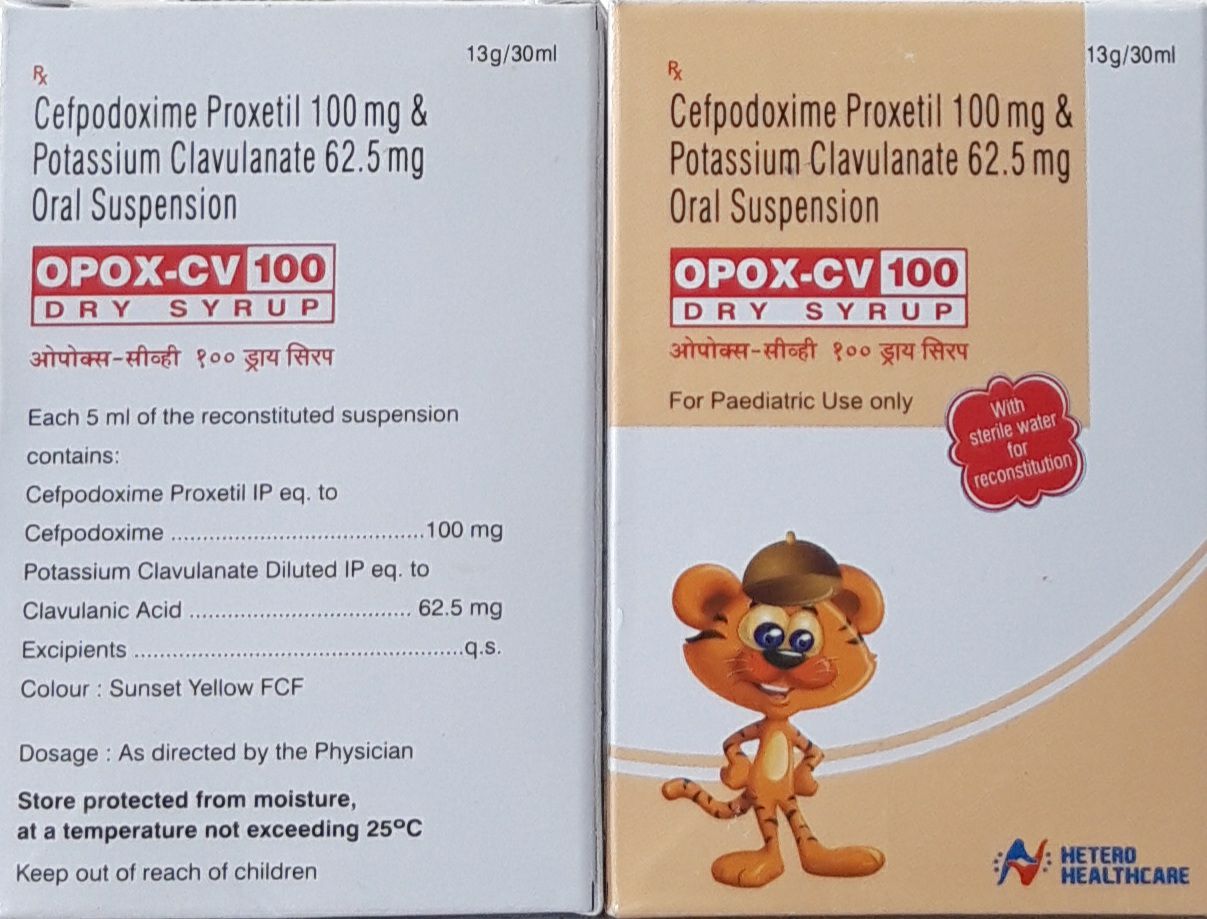 13g/30ml
Rx
Cefpodoxime Proxetil 100 mg &
Potassium Clavulanate 62.5 mg
Oral Suspension
OPOX-CV 100
DRY SYRUP
ओपोक्स-सीव्ही १०० ड्राय सिरप
Each 5 ml of the reconstituted suspension
contains:
Cefpodoxime Proxetil IP eq. to
Cefpodoxime ........................................100 mg
Potassium Clavulanate Diluted IP eq. to
Clavulanic Acid ................................... 62.5 mg
Excipients ....................................................q.s.
Colour : Sunset Yellow FCF
Dosage : As directed by the Physician
Store protected from moisture,
at a temperature not exceeding 25ºC
Keep out of reach of children
13g/30ml
Rx
Cefpodoxime Proxetil 100 mg &
Potassium Clavulanate 62.5 mg
Oral Suspension
OPOX-CV 100
DRY SYRUP
ओपोक्स-सीव्ही १०० ड्राय सिरप
For Paediatric Use only
With
sterile water
for
reconstitution
HETERO
HEALTHCARE